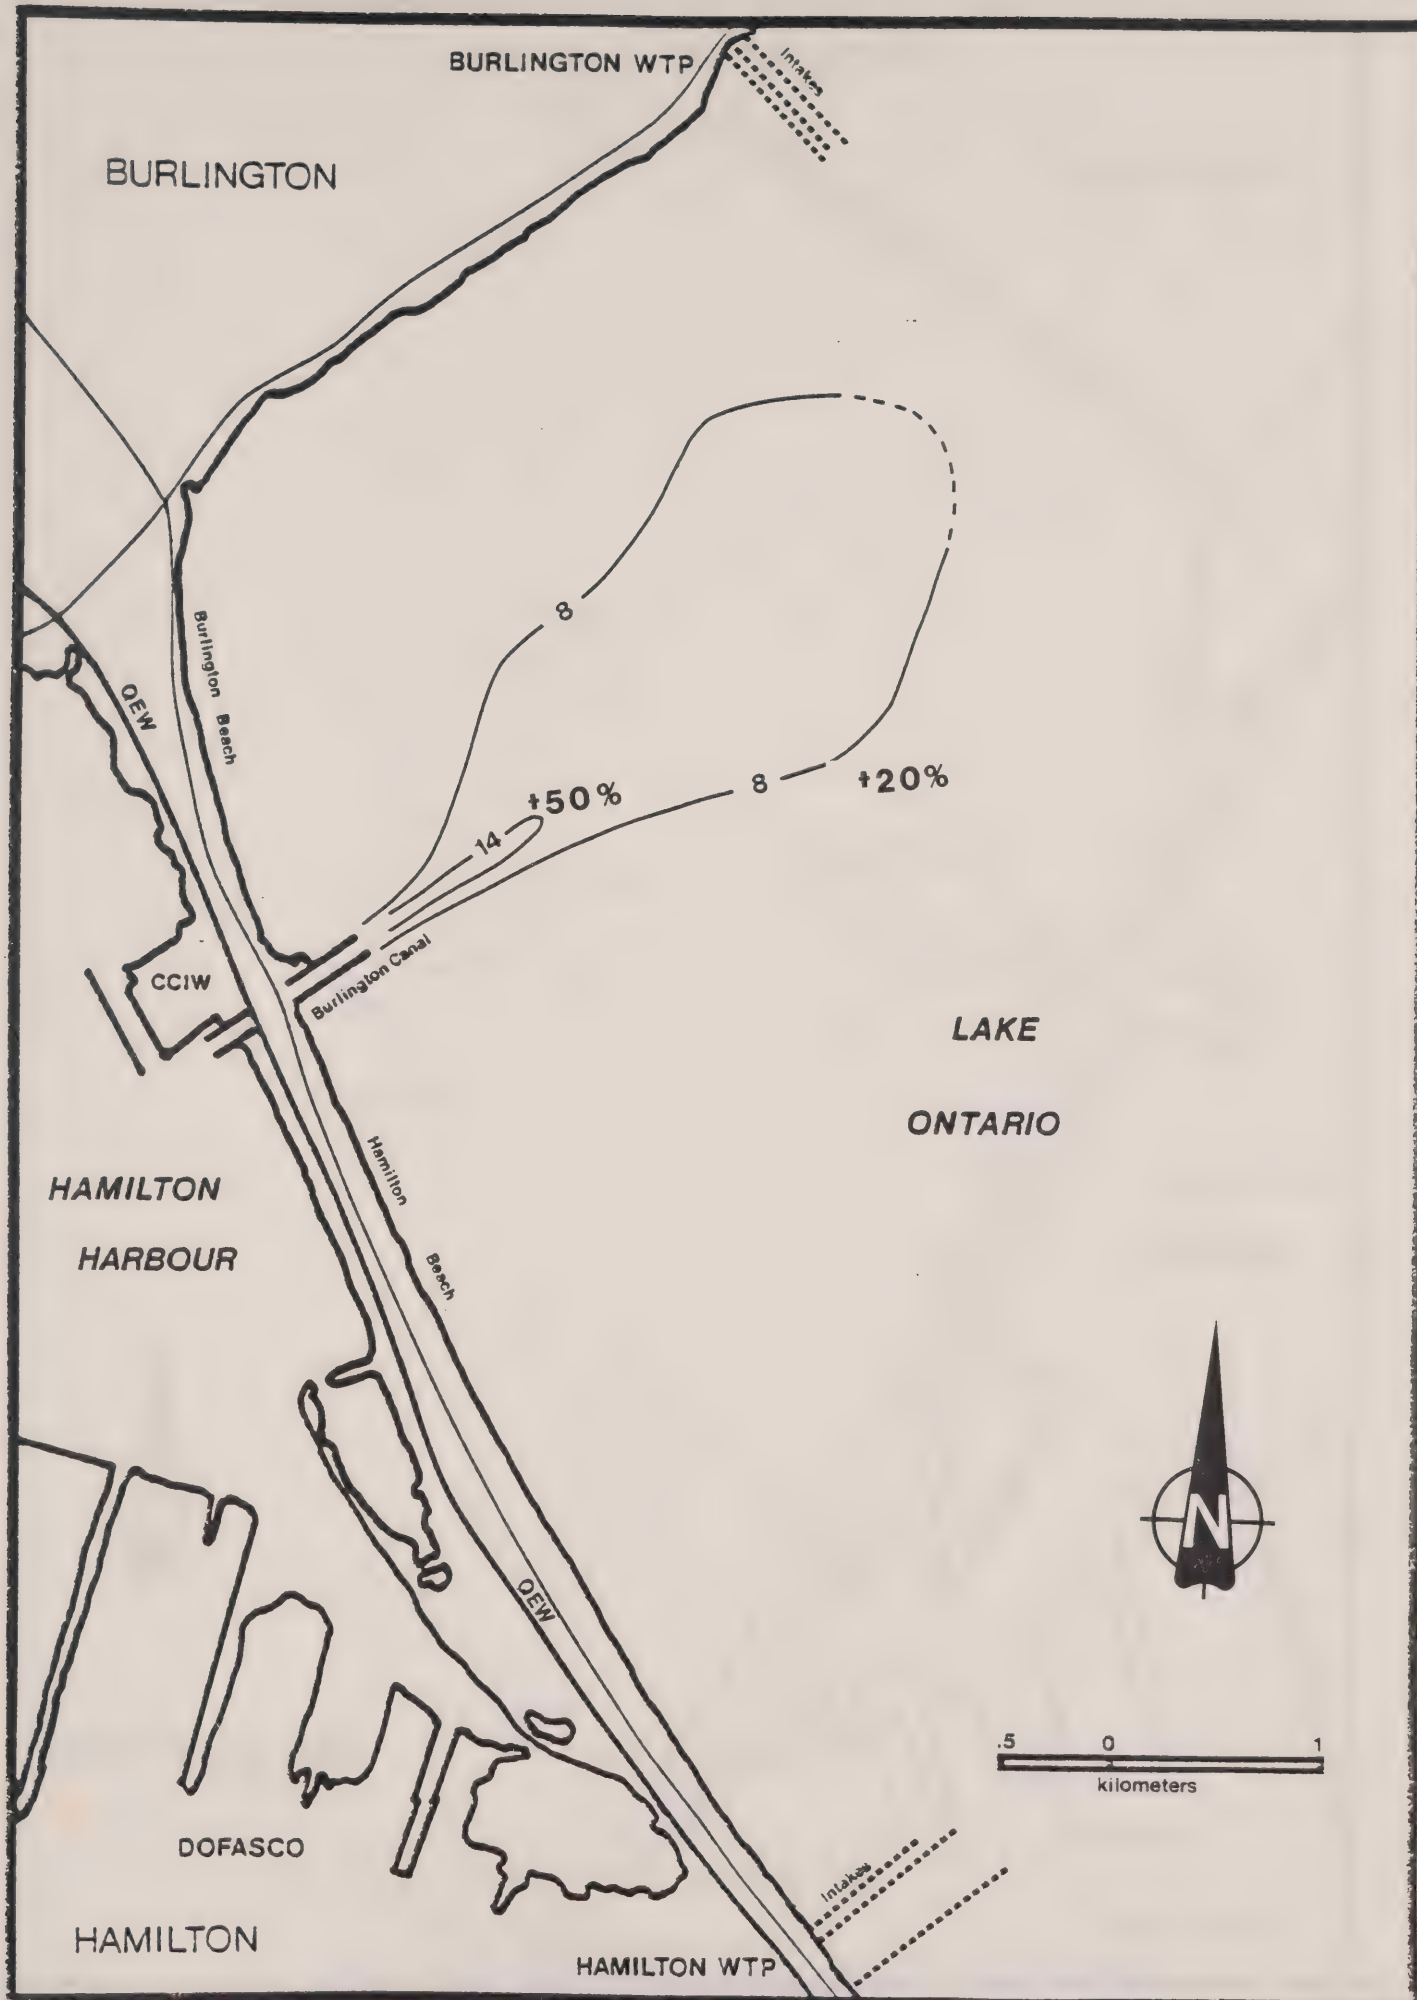 BURLINGTON WTP
Intakes
BURLINGTON
8
Burlington Beach
QEW
8
+20%
+50%
14
Burlington Canal
CCIW
LAKE
ONTARIO
Hamilton Beach
HAMILTON
HARBOUR
N
QEW
.5 0 1
kilometers
DOFASCO
Intakes
HAMILTON
HAMILTON WTP